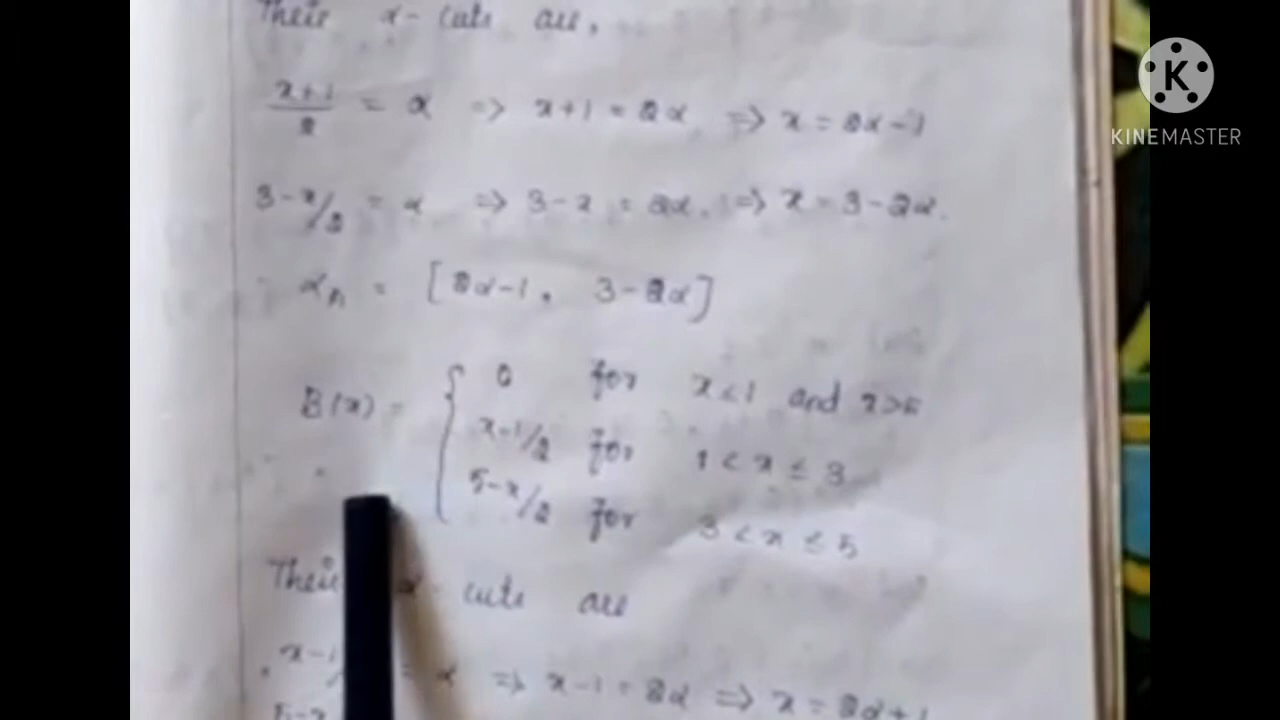 Their α-cuts are,
x+1/2 = α ⇒ x+1 = 2α ⇒ x = 2α-1
3-x/2 = α ⇒ 3-x = 2α. ⇒ x = 3-2α.
∴ αA = [2α-1, 3-2α]
B(x) = { 0 for x<1 and x>5
x-1/2 for 1 < x ≤ 3
5-x/2 for 3 < x ≤ 5
Their α-cuts are
x-1/ = α ⇒ x-1 = 2α ⇒ x = 2α+1
5-x
K
KINEMASTER